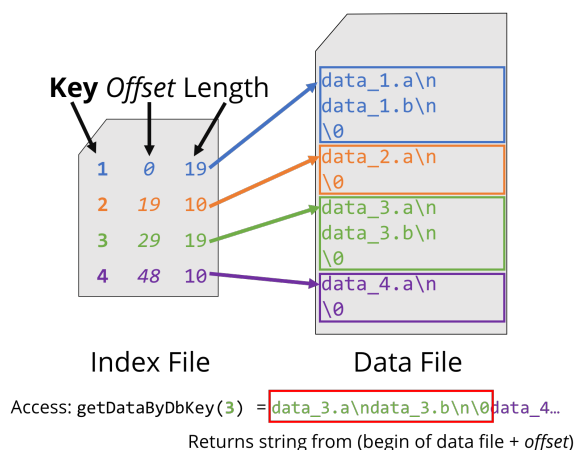 Key Offset Length
1 0 19
2 19 10
3 29 19
4 48 10
data_1.a\n
data_1.b\n
\0
data_2.a\n
\0
data_3.a\n
data_3.b\n
\0
data_4.a\n
\0
Index File
Data File
Access: getDataByDbKey(3) = data_3.a\ndata_3.b\n\0data_4…
Returns string from (begin of data file + offset)